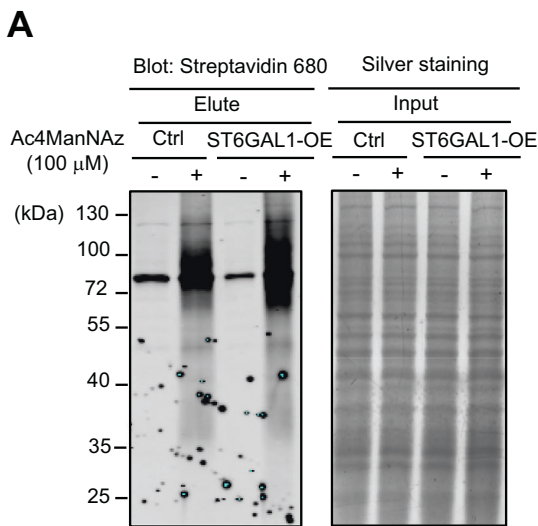 A
Blot: Streptavidin 680 Silver staining
Elute Input
Ac4ManNAz Ctrl ST6GAL1-OE Ctrl ST6GAL1-OE
(100 μM) - + - + - + - +
(kDa)
130
100
72
55
40
35
25